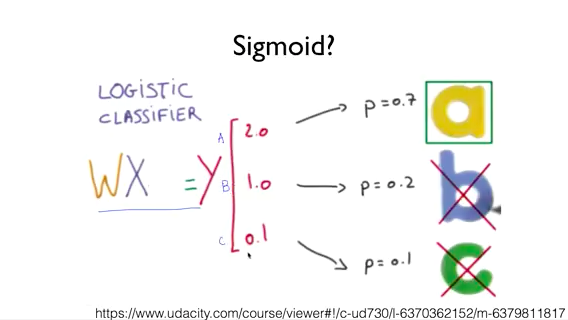 Sigmoid?
LOGISTIC
CLASSIFIER
WX = Y
A 2.0
B 1.0
C 0.1
p=0.7
p=0.2
p=0.1
a
b
c
https://www.udacity.com/course/viewer#!/c-ud730/l-6370362152/m-6379811817